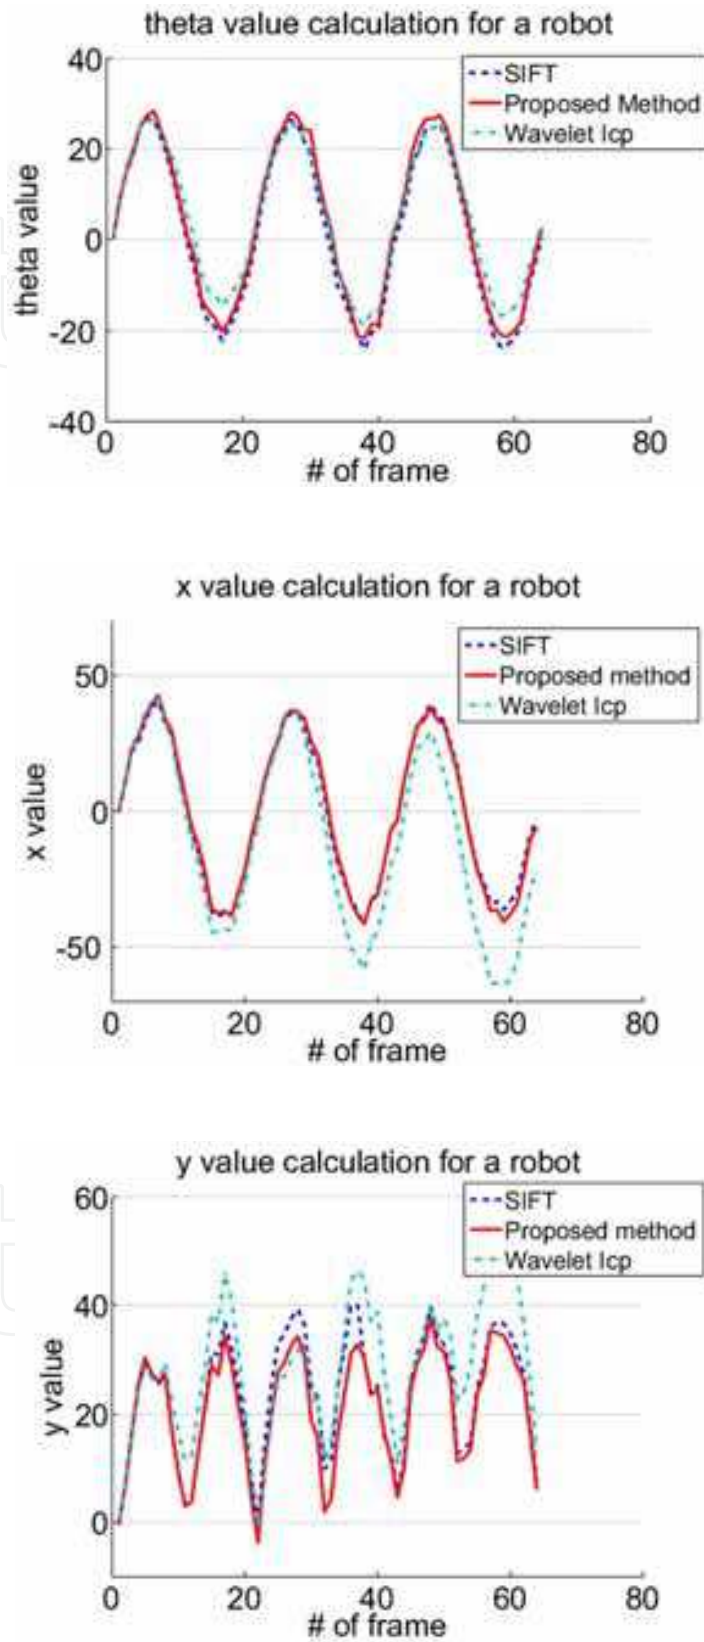 theta value calculation for a robot
40
SIFT
Proposed Method
Wavelet Icp
20
theta value
0
-20
-40
0 20 40 60 80
# of frame
x value calculation for a robot
SIFT
Proposed method
Wavelet Icp
50
x value
0
-50
0 20 40 60 80
# of frame
y value calculation for a robot
60
SIFT
Proposed method
Wavelet Icp
40
y value
20
0
0 20 40 60 80
# of frame